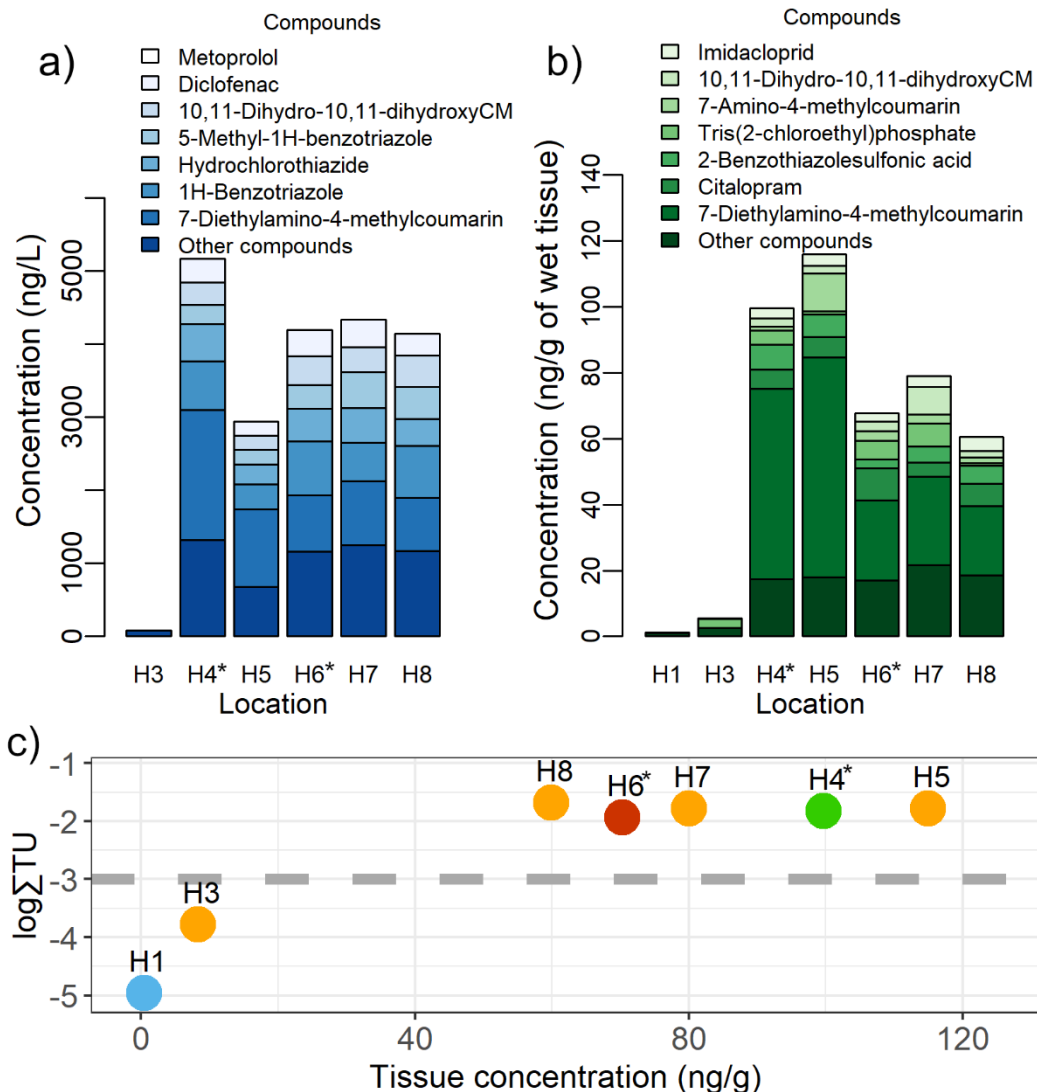 a)
Compounds
Metoprolol
Diclofenac
10,11-Dihydro-10,11-dihydroxyCM
5-Methyl-1H-benzotriazole
Hydrochlorothiazide
1H-Benzotriazole
7-Diethylamino-4-methylcoumarin
Other compounds
Concentration (ng/L)
5000
3000
1000
0
H3 H4* H5 H6* H7 H8
Location
b)
Compounds
Imidacloprid
10,11-Dihydro-10,11-dihydroxyCM
7-Amino-4-methylcoumarin
Tris(2-chloroethyl)phosphate
2-Benzothiazolesulfonic acid
Citalopram
7-Diethylamino-4-methylcoumarin
Other compounds
Concentration (ng/g of wet tissue)
140
120
100
80
60
40
20
0
H1 H3 H4* H5 H6* H7 H8
Location
c)
log∑TU
-1
-2
-3
-4
-5
H8 H6* H7 H4* H5
H3
H1
0 40 80 120
Tissue concentration (ng/g)